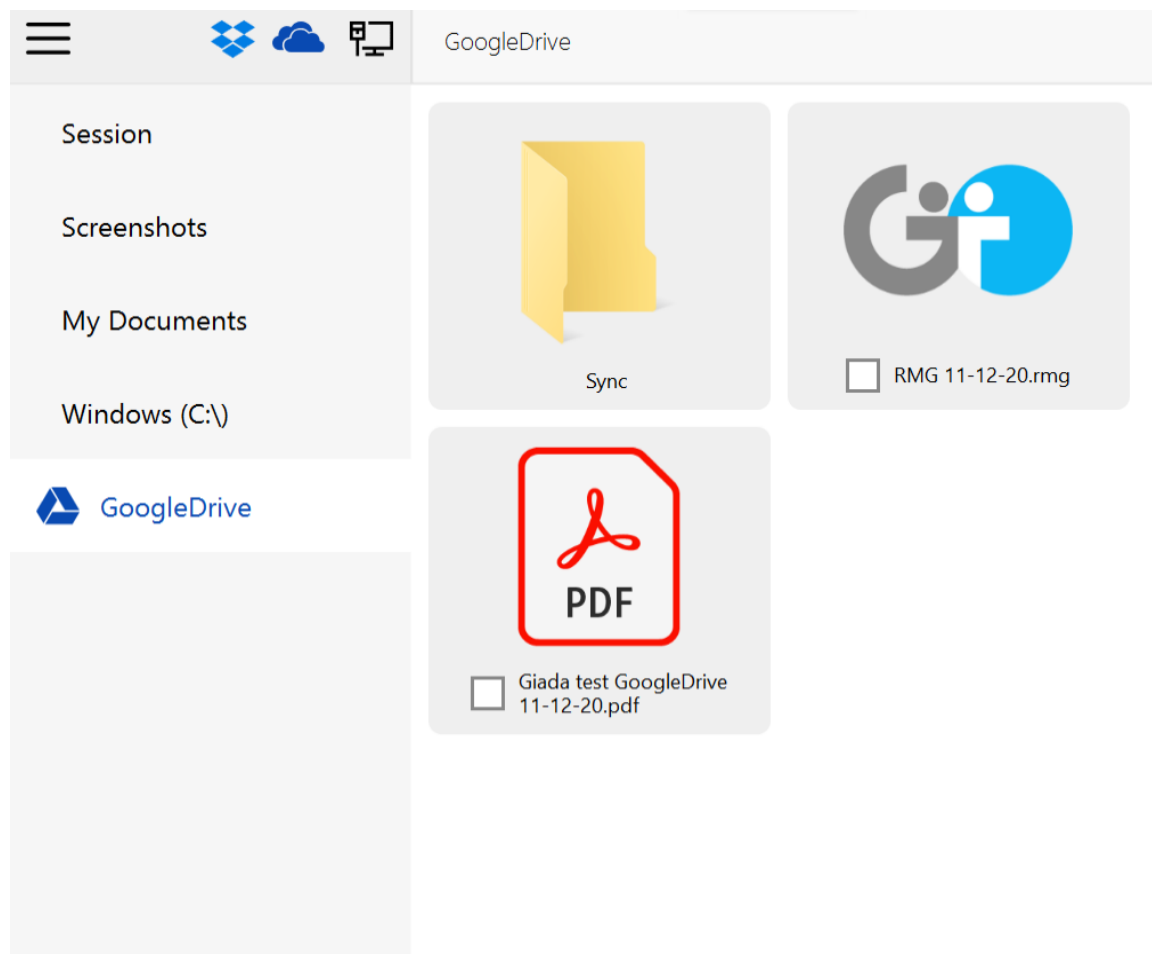 GoogleDrive
Session
Screenshots
My Documents
Windows (C:\)
GoogleDrive
Sync
RMG 11-12-20.rmg
PDF
Giada test GoogleDrive
11-12-20.pdf